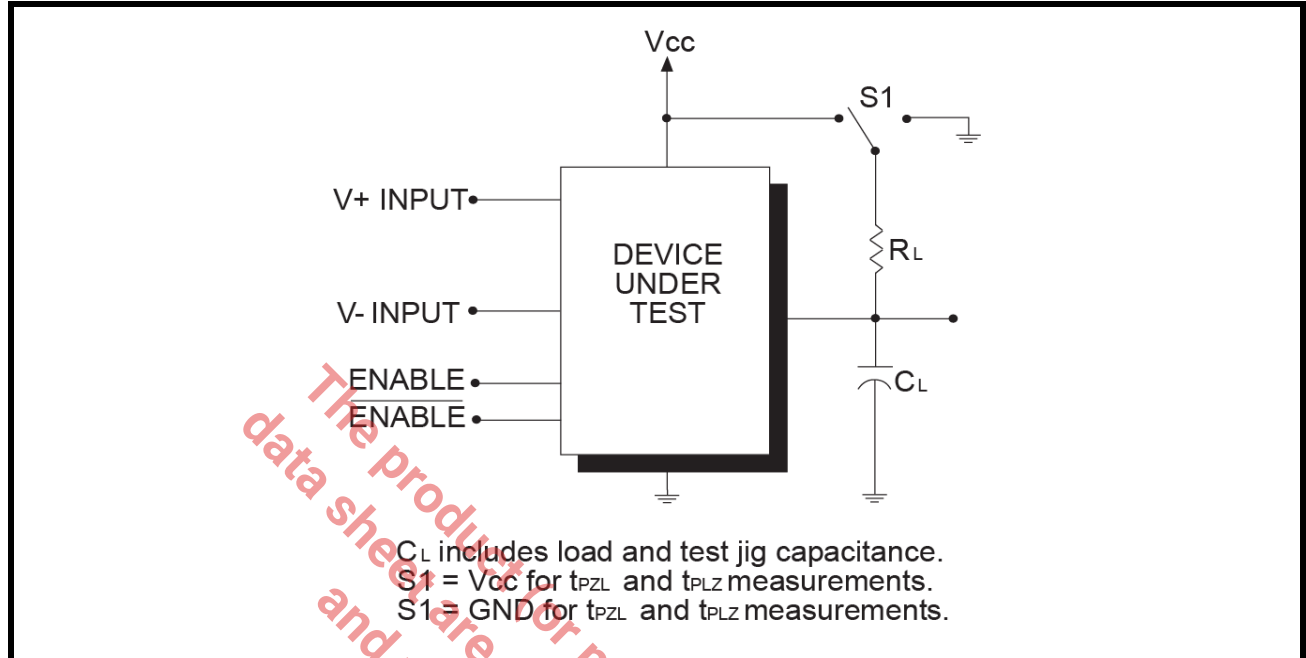 Vcc
S1
V+ INPUT
DEVICE
UNDER
TEST
RL
V- INPUT
ENABLE
ENABLE
CL
CL includes load and test jig capacitance.
S1 = Vcc for tPZL and tPLZ measurements.
S1 = GND for tPZL and tPLZ measurements.
The product (or
data sheet are
and